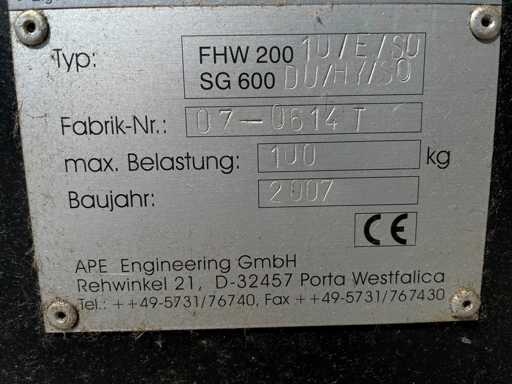 Typ: FHW 200 10/E/SO
SG 600 DU/HY/SO
Fabrik-Nr.: 07-0614 T
max. Belastung: 100 kg
Baujahr: 2007
CE
APE Engineering GmbH
Rehwinkel 21, D-32457 Porta Westfalica
Tel.: ++49-5731/76740, Fax ++49-5731/767430